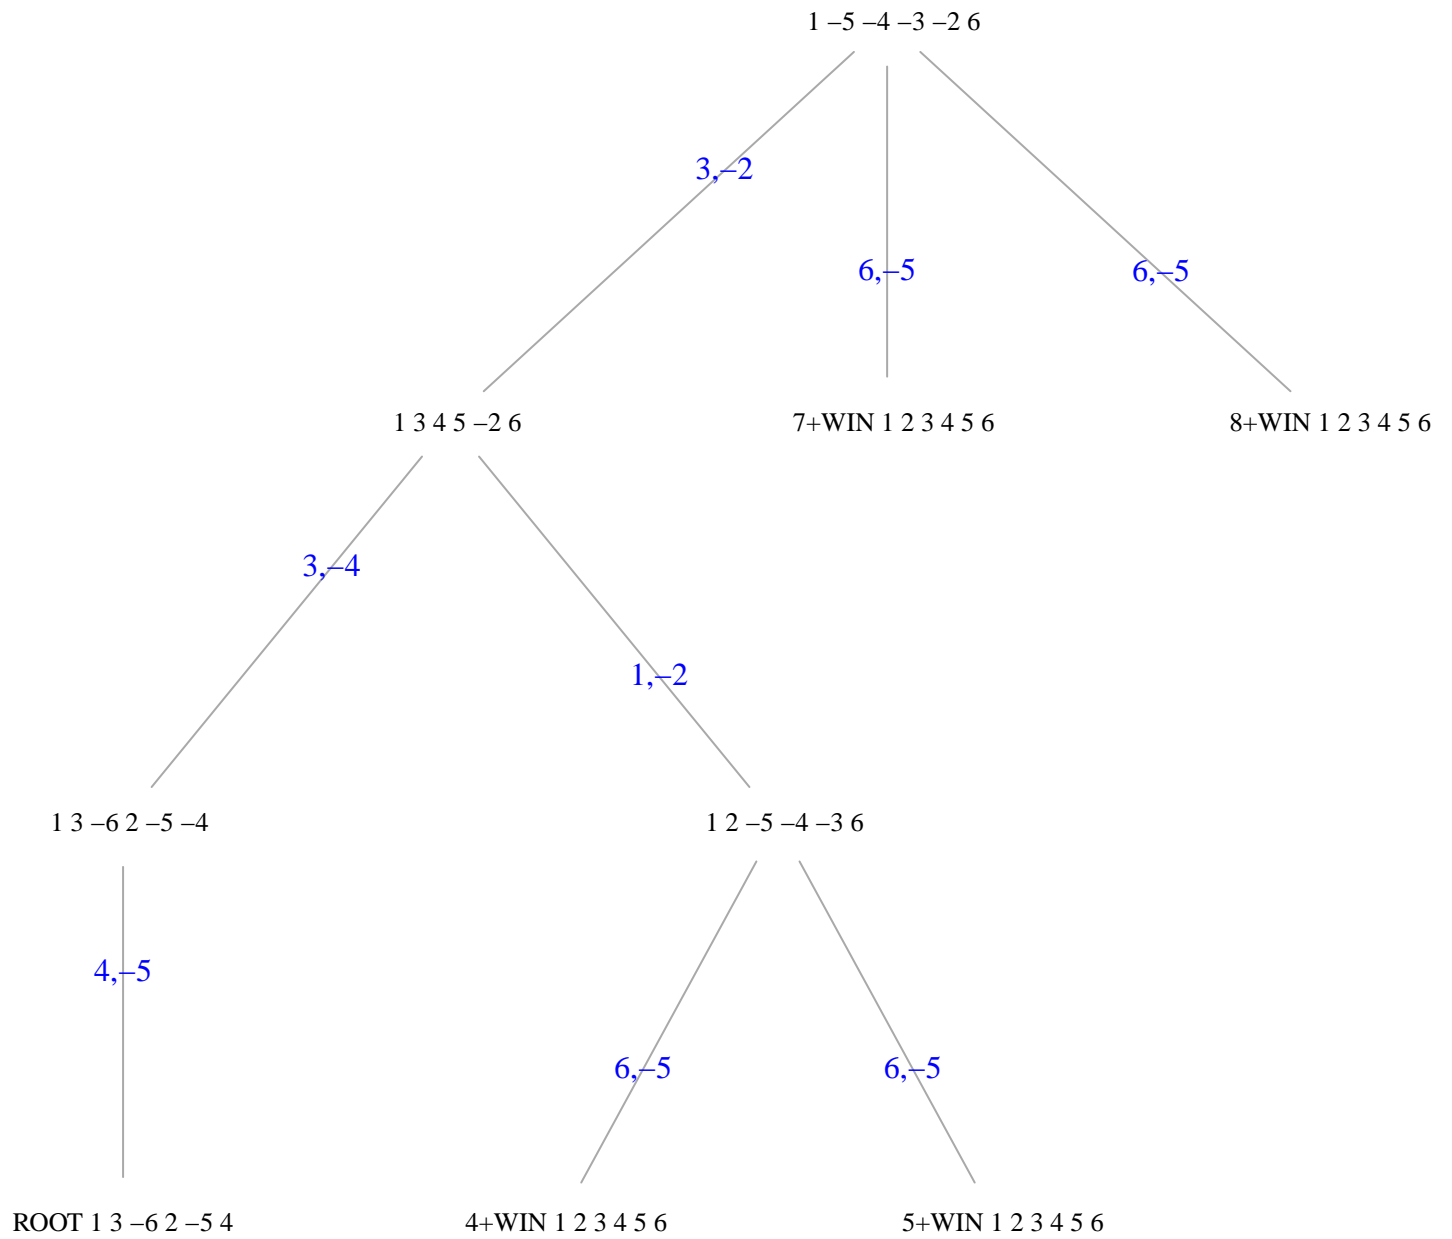 1 –5 –4 –3 –2 6
3,–2
6,–5
6,–5
1 3 4 5 –2 6
7+WIN 1 2 3 4 5 6
8+WIN 1 2 3 4 5 6
3,–4
1,–2
1 3 –6 2 –5 –4
1 2 –5 –4 –3 6
4,–5
6,–5
6,–5
ROOT 1 3 –6 2 –5 4
4+WIN 1 2 3 4 5 6
5+WIN 1 2 3 4 5 6